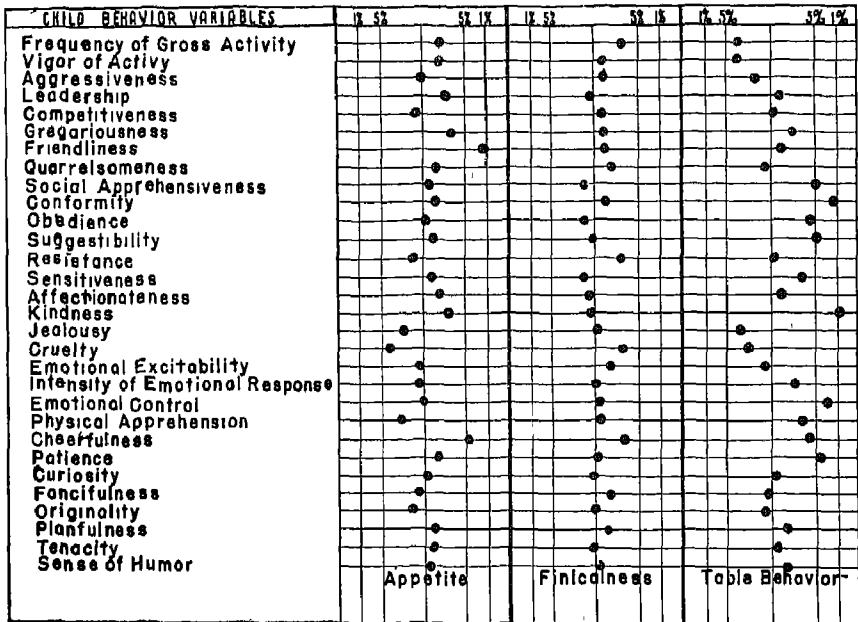 CHILD BEHAVIOR VARIABLES 1% 5% 5% 1% 1% 5% 5% 1% 1% 5% 5% 1%
Frequency of Gross Activity
Vigor of Activy
Aggressiveness
Leadership
Competitiveness
Gregariousness
Friendliness
Quarrelsomeness
Social Apprehensiveness
Conformity
Obedience
Suggestibility
Resistance
Sensitiveness
Affectionateness
Kindness
Jealousy
Cruelty
Emotional Excitability
Intensity of Emotional Response
Emotional Control
Physical Apprehension
Cheerfulness
Patience
Curiosity
Fancifulness
Originality
Planfulness
Tenacity
Sense of Humor
Appetite Finicalness Table Behavior